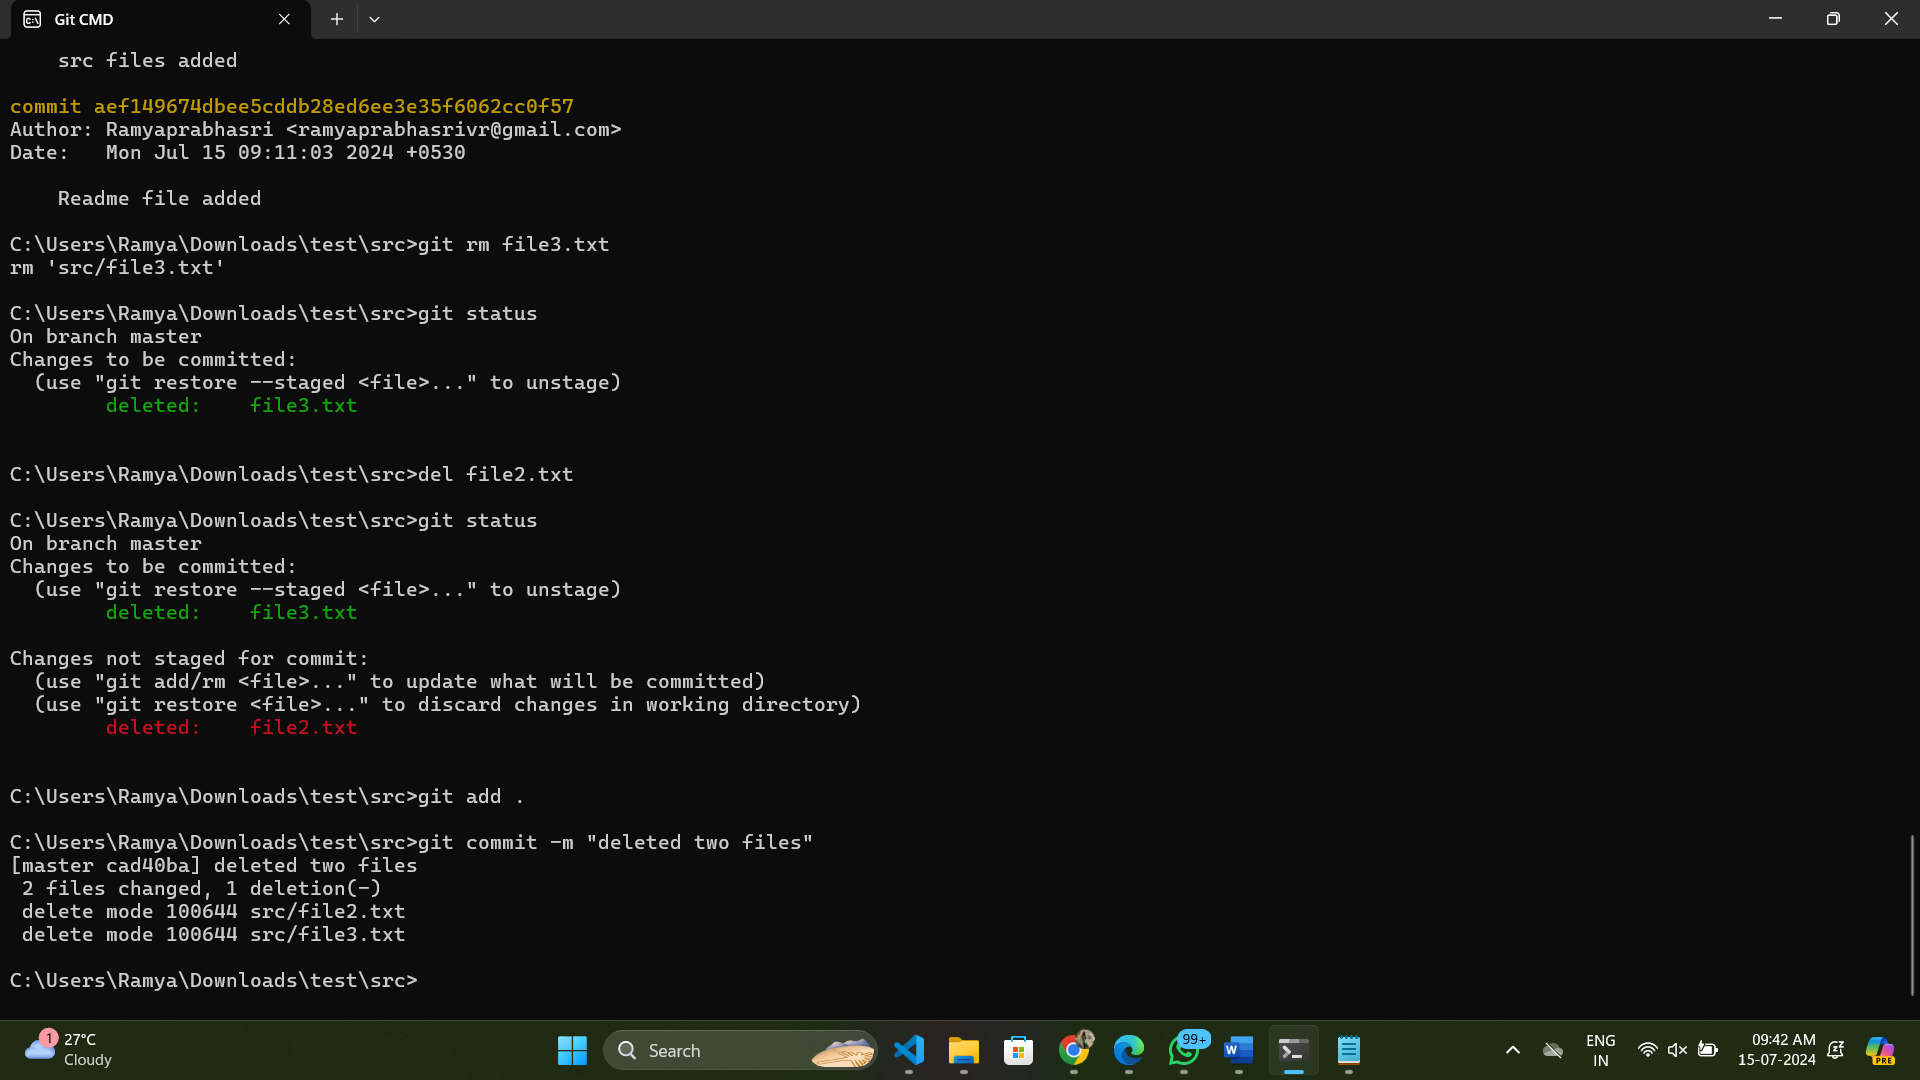 Git CMD
src files added
commit aef149674dbee5cddb28ed6ee3e35f6062cc0f57
Author: Ramyaprabhasri <ramyaprabhasrivr@gmail.com>
Date:   Mon Jul 15 09:11:03 2024 +0530
Readme file added
C:\Users\Ramya\Downloads\test\src>git rm file3.txt
rm 'src/file3.txt'
C:\Users\Ramya\Downloads\test\src>git status
On branch master
Changes to be committed:
(use "git restore --staged <file>..." to unstage)
deleted:    file3.txt
C:\Users\Ramya\Downloads\test\src>del file2.txt
C:\Users\Ramya\Downloads\test\src>git status
On branch master
Changes to be committed:
(use "git restore --staged <file>..." to unstage)
deleted:    file3.txt
Changes not staged for commit:
(use "git add/rm <file>..." to update what will be committed)
(use "git restore <file>..." to discard changes in working directory)
deleted:    file2.txt
C:\Users\Ramya\Downloads\test\src>git add .
C:\Users\Ramya\Downloads\test\src>git commit -m "deleted two files"
[master cad40ba] deleted two files
2 files changed, 1 deletion(-)
delete mode 100644 src/file2.txt
delete mode 100644 src/file3.txt
C:\Users\Ramya\Downloads\test\src>
1
27°C
Cloudy
Search
99+
W
ENG
IN
09:42 AM
15-07-2024
PRE